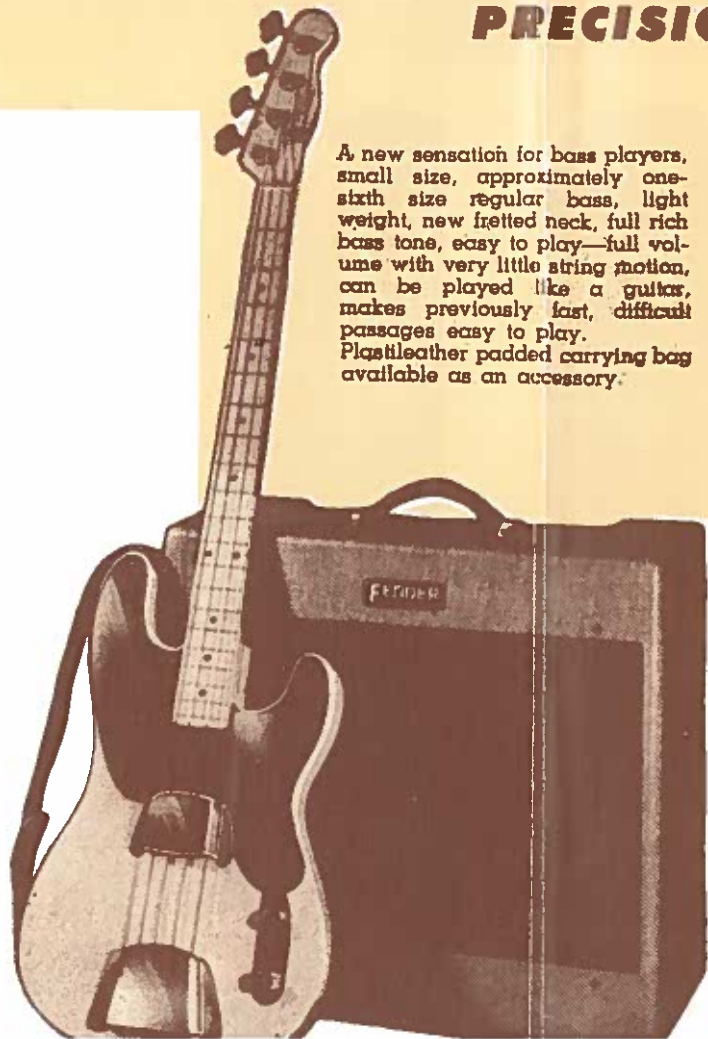 PRECISIO
A new sensation for bass players,
small size, approximately one-
sixth size regular bass, light
weight, new fretted neck, full rich
bass tone, easy to play—full vol-
ume with very little string motion,
can be played like a guitar,
makes previously fast, difficult
passages easy to play.
Plastileather padded carrying bag
available as an accessory.
FENDER